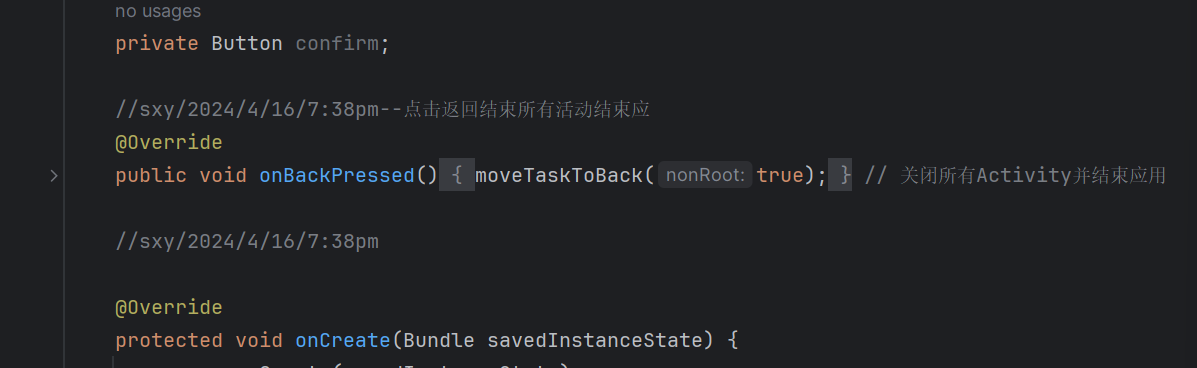 no usages
private Button confirm;
//sxy/2024/4/16/7:38pm--点击返回结束所有活动结束应
@Override
public void onBackPressed() { moveTaskToBack( nonRoot: true); } // 关闭所有Activity并结束应用
//sxy/2024/4/16/7:38pm
@Override
protected void onCreate(Bundle savedInstanceState) {